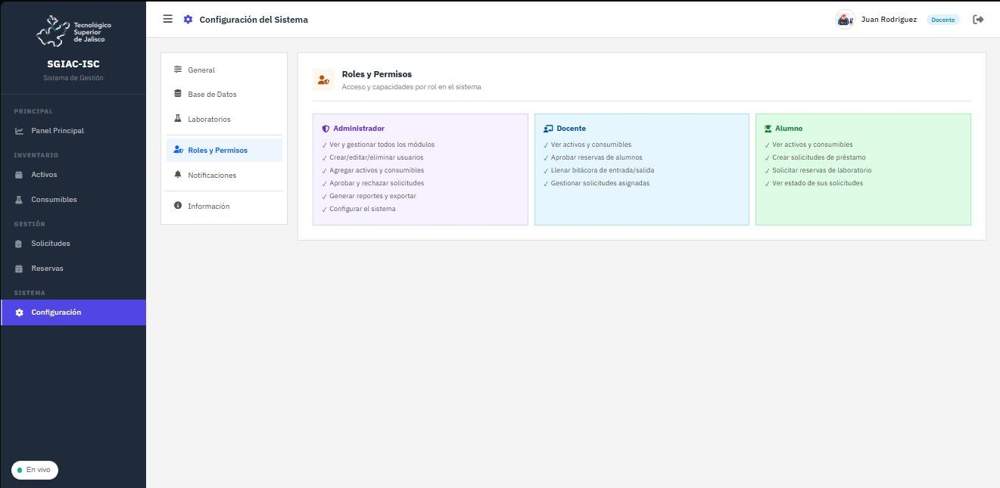 Tecnológico
Superior
de Jalisco
SGIAC-ISC
Sistema de Gestión
PRINCIPAL
Panel Principal
INVENTARIO
Activos
Consumibles
GESTIÓN
Solicitudes
Reservas
SISTEMA
Configuración
En vivo
Configuración del Sistema
Juan Rodriguez
Docente
General
Base de Datos
Laboratorios
Roles y Permisos
Notificaciones
Información
Roles y Permisos
Acceso y capacidades por rol en el sistema
Administrador
✓ Ver y gestionar todos los módulos
✓ Crear/editar/eliminar usuarios
✓ Agregar activos y consumibles
✓ Aprobar y rechazar solicitudes
✓ Generar reportes y exportar
✓ Configurar el sistema
Docente
✓ Ver activos y consumibles
✓ Aprobar reservas de alumnos
✓ Llenar bitácora de entrada/salida
✓ Gestionar solicitudes asignadas
Alumno
✓ Ver activos y consumibles
✓ Crear solicitudes de préstamo
✓ Solicitar reservas de laboratorio
✓ Ver estado de sus solicitudes